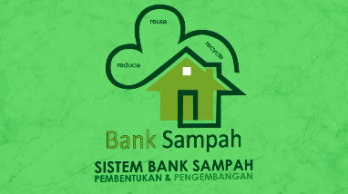 reuse
reduce
recycle
Bank Sampah
SISTEM BANK SAMPAH
PEMBENTUKAN & PENGEMBANGAN